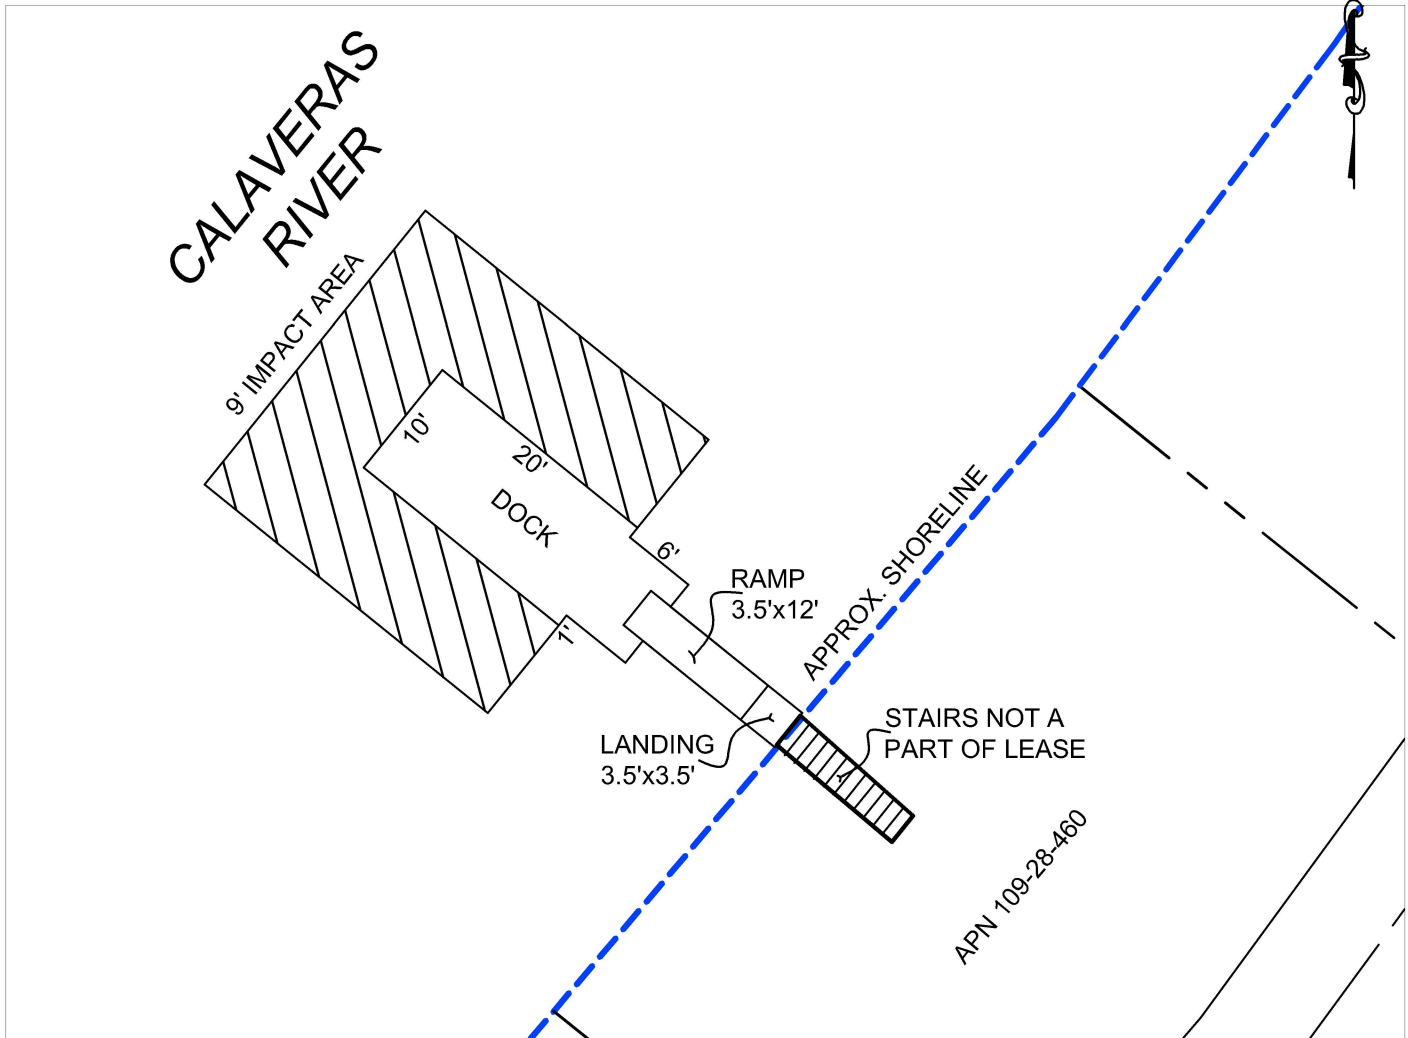 CALAVERAS
RIVER
9' IMPACT AREA
10'
20'
DOCK
6'
1'
RAMP
3.5'x12'
APPROX. SHORELINE
LANDING
3.5'x3.5'
STAIRS NOT A
PART OF LEASE
APN 109-28-460